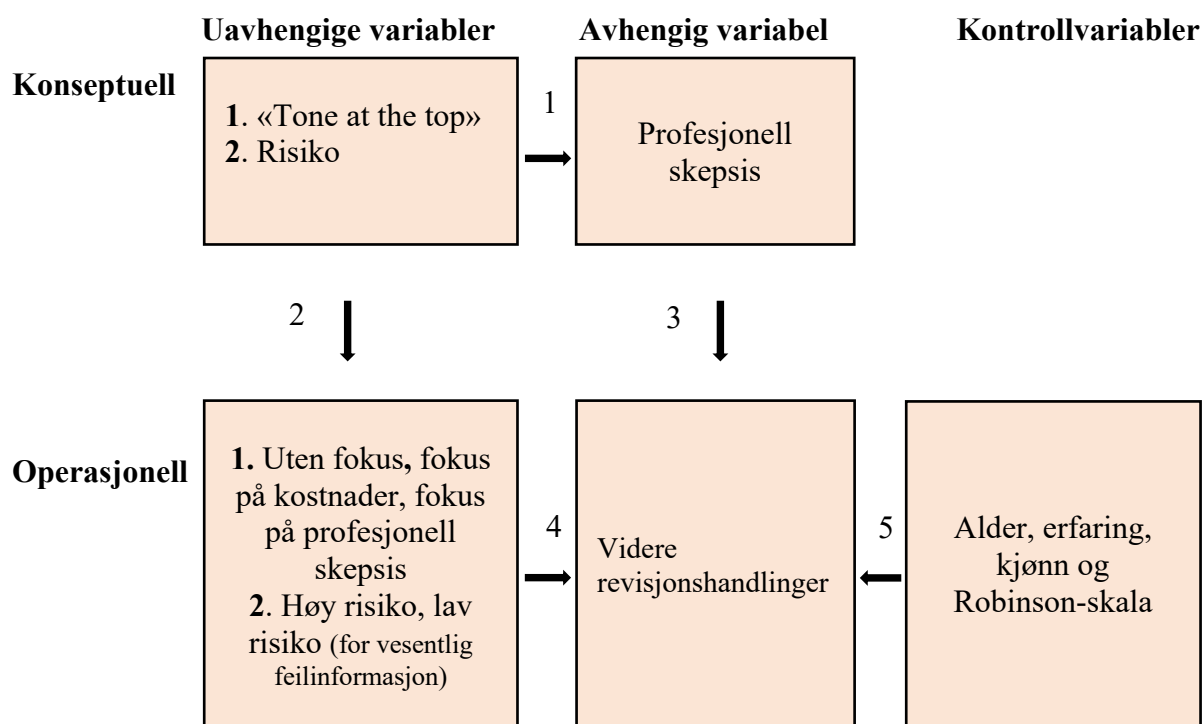 Uavhengige variabler
Avhengig variabel
Kontrollvariabler
Konseptuell
1. «Tone at the top»
2. Risiko
1
Profesjonell
skepsis
2
3
Operasjonell
1. Uten fokus, fokus
på kostnader, fokus
på profesjonell
skepsis
2. Høy risiko, lav
risiko (for vesentlig
feilinformasjon)
4
Videre
revisjonshandlinger
5
Alder, erfaring,
kjønn og
Robinson-skala